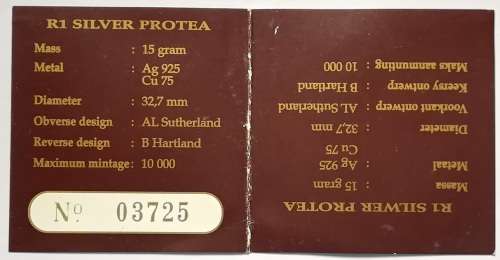 R1 SILVER PROTEA
Mass : 15 gram
Metal : Ag 925
Cu 75
Diameter : 32,7 mm
Obverse design : AL Sutherland
Reverse design : B Hartland
Maximum mintage : 10 000
No 03725
R1 SILWER PROTEA
Massa : 15 gram
Metaal : Ag 925
Cu 75
Diameter : 32,7 mm
Voorkant ontwerp : AL Sutherland
Keersy ontwerp : B Hartland
Maks aanmunting : 10 000